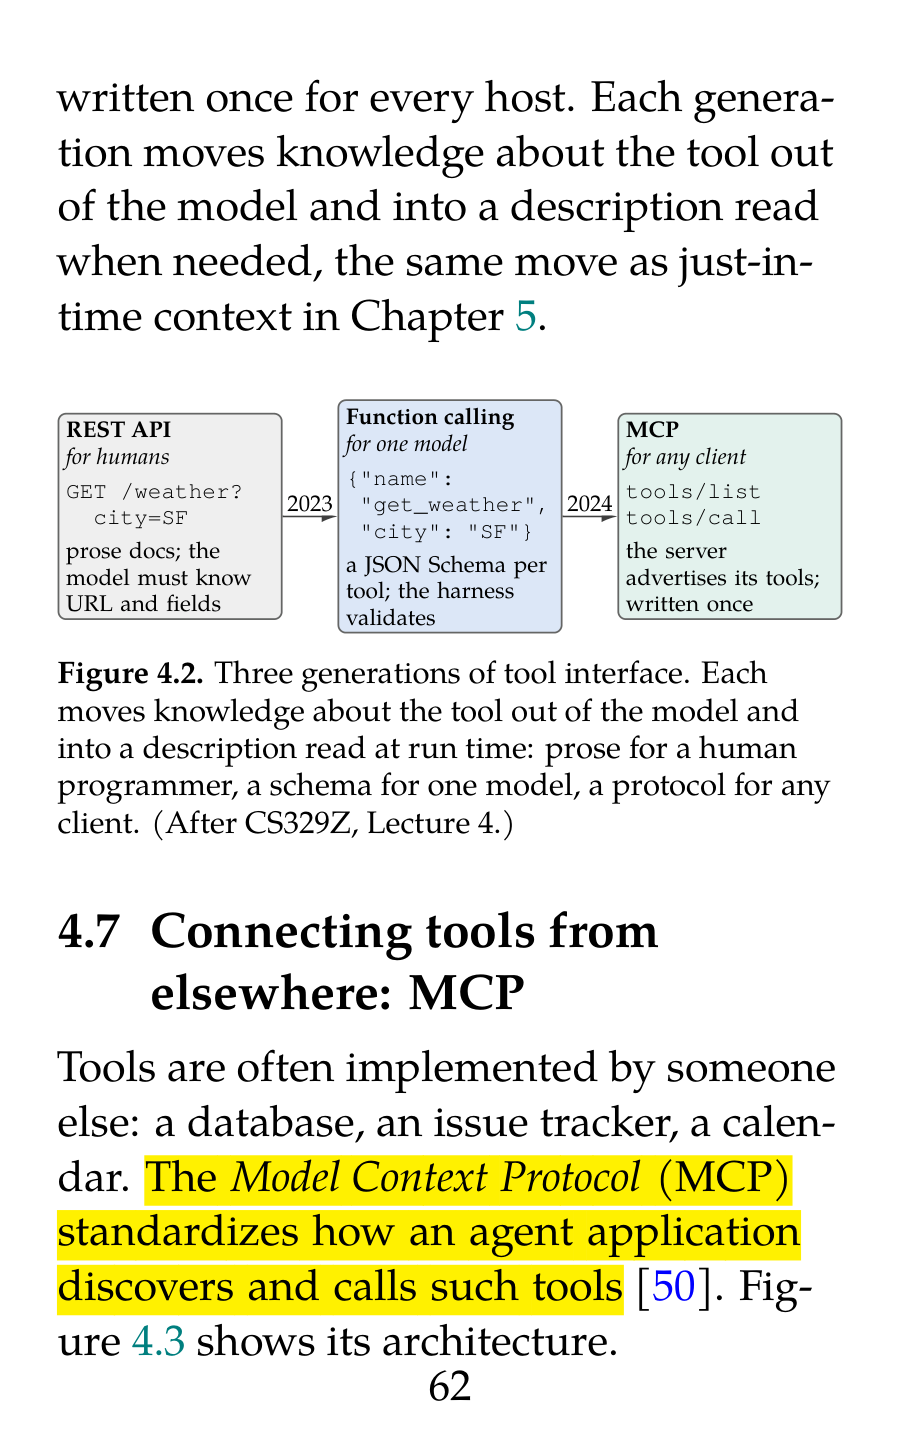 written once for every host. Each genera-
tion moves knowledge about the tool out
of the model and into a description read
when needed, the same move as just-in-
time context in Chapter 5.
REST API
for humans
GET /weather?
city=SF
prose docs; the
model must know
URL and fields
2023
Function calling
for one model
{"name":
"get_weather",
"city": "SF"}
a JSON Schema per
tool; the harness
validates
2024
MCP
for any client
tools/list
tools/call
the server
advertises its tools;
written once
Figure 4.2. Three generations of tool interface. Each
moves knowledge about the tool out of the model and
into a description read at run time: prose for a human
programmer, a schema for one model, a protocol for any
client. (After CS329Z, Lecture 4.)
4.7 Connecting tools from
elsewhere: MCP
Tools are often implemented by someone
else: a database, an issue tracker, a calen-
dar. The Model Context Protocol (MCP)
standardizes how an agent application
discovers and calls such tools [50]. Fig-
ure 4.3 shows its architecture.
62